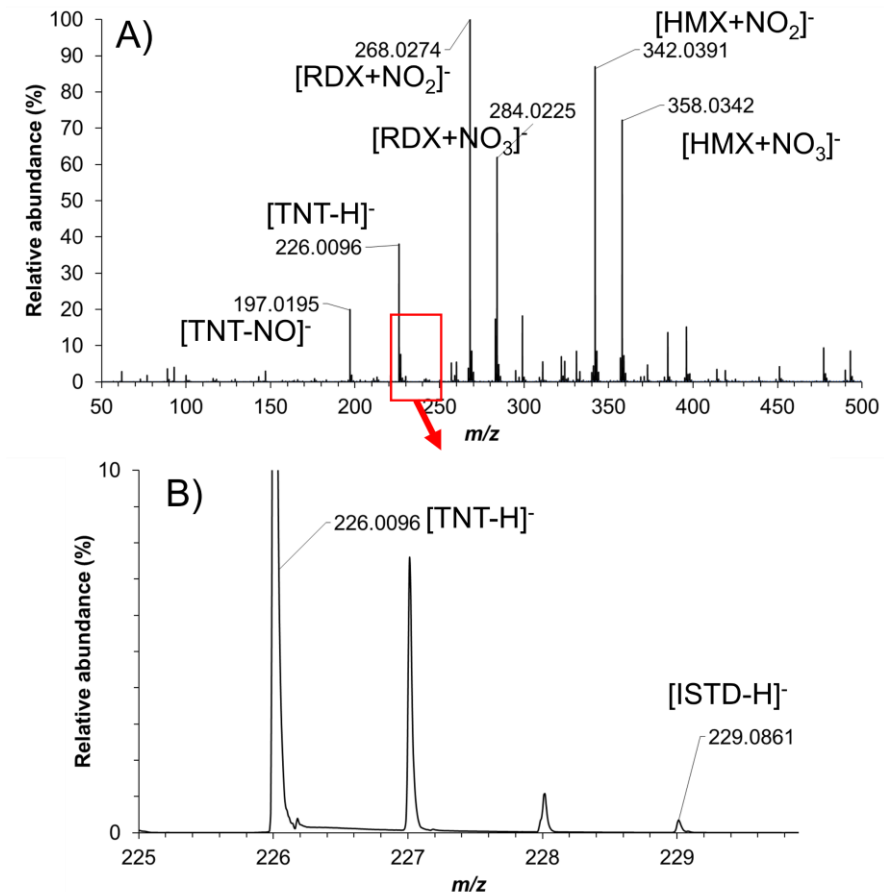 A)
[HMX+NO₂]⁻
268.0274
342.0391
[RDX+NO₂]⁻
284.0225
358.0342
[RDX+NO₃]⁻
[HMX+NO₃]⁻
[TNT-H]⁻
226.0096
197.0195
[TNT-NO]⁻
Relative abundance (%)
100
90
80
70
60
50
40
30
20
10
0
50 100 150 200 250 300 350 400 450 500
m/z
B)
10
226.0096 [TNT-H]⁻
[ISTD-H]⁻
229.0861
Relative abundance (%)
0
225 226 227 228 229
m/z